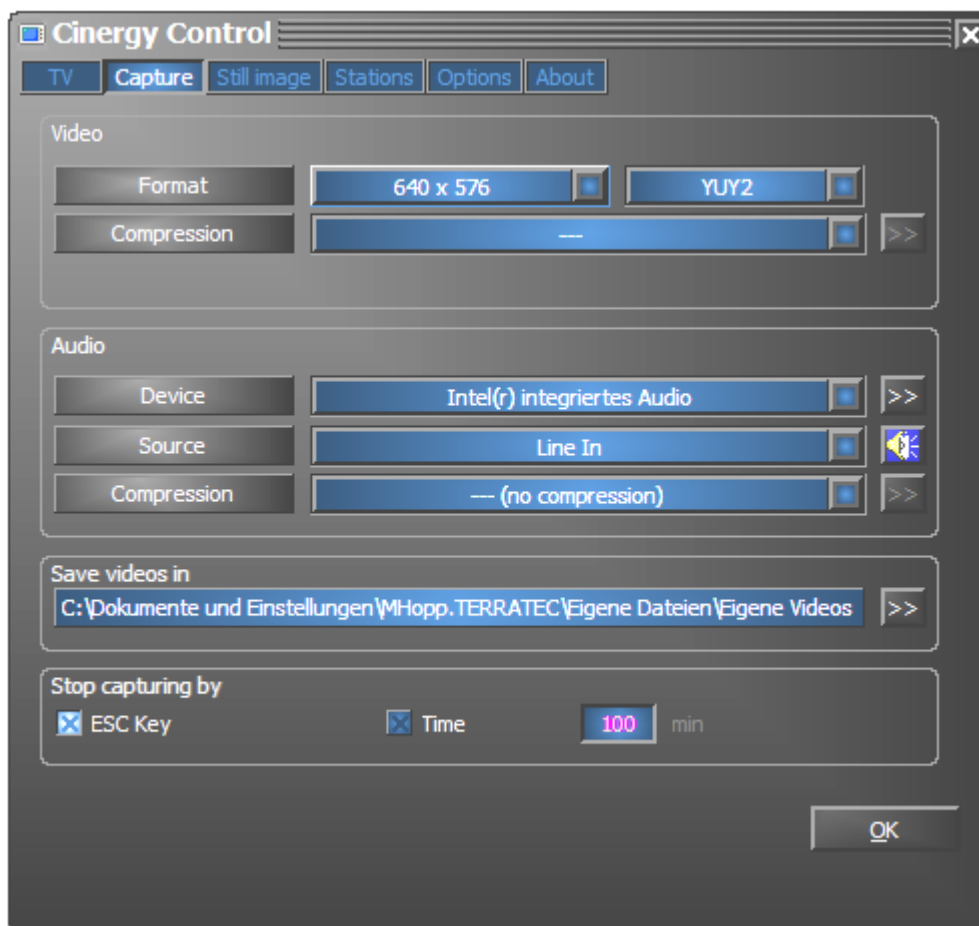 Cinergy Control
TV Capture Still image Stations Options About
Video
Format 640 x 576 YUY2
Compression --- >>
Audio
Device Intel(r) integriertes Audio >>
Source Line In
Compression --- (no compression) >>
Save videos in
C:\Dokumente und Einstellungen\MHopp.TERRATEC\Eigene Dateien\Eigene Videos >>
Stop capturing by
ESC Key Time 100 min
OK